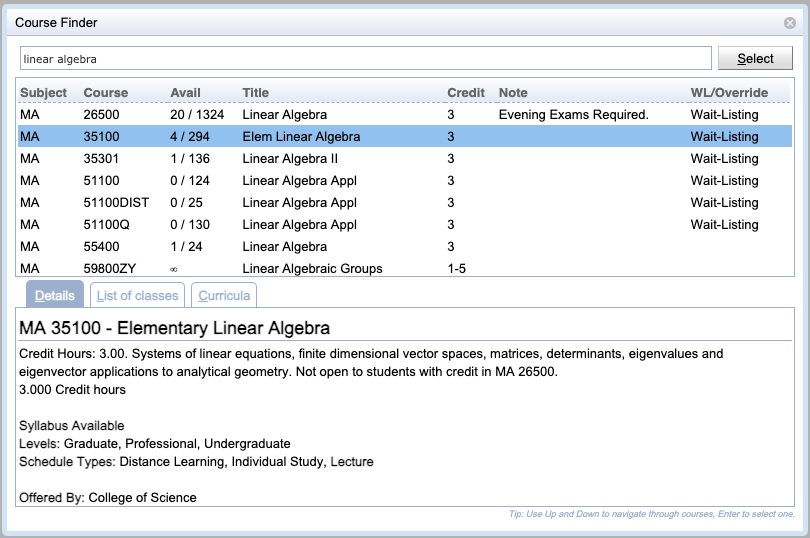 Course Finder
linear algebra
Select
Subject Course Avail Title Credit Note WL/Override
MA 26500 20 / 1324 Linear Algebra 3 Evening Exams Required. Wait-Listing
MA 35100 4 / 294 Elem Linear Algebra 3 Wait-Listing
MA 35301 1 / 136 Linear Algebra II 3 Wait-Listing
MA 51100 0 / 124 Linear Algebra Appl 3 Wait-Listing
MA 51100DIST 0 / 25 Linear Algebra Appl 3 Wait-Listing
MA 51100Q 0 / 130 Linear Algebra Appl 3 Wait-Listing
MA 55400 1 / 24 Linear Algebra 3
MA 59800ZY ∞ Linear Algebraic Groups 1-5
Details List of classes Curricula
MA 35100 - Elementary Linear Algebra
Credit Hours: 3.00. Systems of linear equations, finite dimensional vector spaces, matrices, determinants, eigenvalues and
eigenvector applications to analytical geometry. Not open to students with credit in MA 26500.
3.000 Credit hours
Syllabus Available
Levels: Graduate, Professional, Undergraduate
Schedule Types: Distance Learning, Individual Study, Lecture
Offered By: College of Science
Tip: Use Up and Down to navigate through courses, Enter to select one.